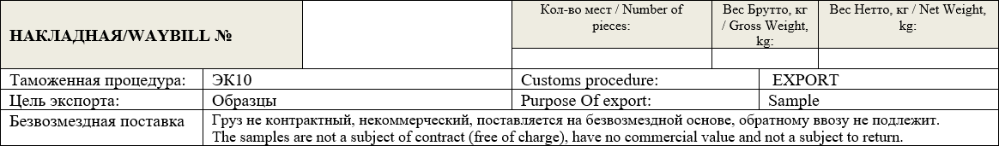 НАКЛАДНАЯ/WAYBILL №
Кол-во мест / Number of
pieces:
Вес Брутто, кг
/ Gross Weight,
kg:
Вес Нетто, кг / Net Weight,
kg:
Таможенная процедура: ЭК10 Customs procedure: EXPORT
Цель экспорта: Образцы Purpose Of export: Sample
Безвозмездная поставка Груз не контрактный, некоммерческий, поставляется на безвозмездной основе, обратному ввозу не подлежит.
The samples are not a subject of contract (free of charge), have no commercial value and not a subject to return.